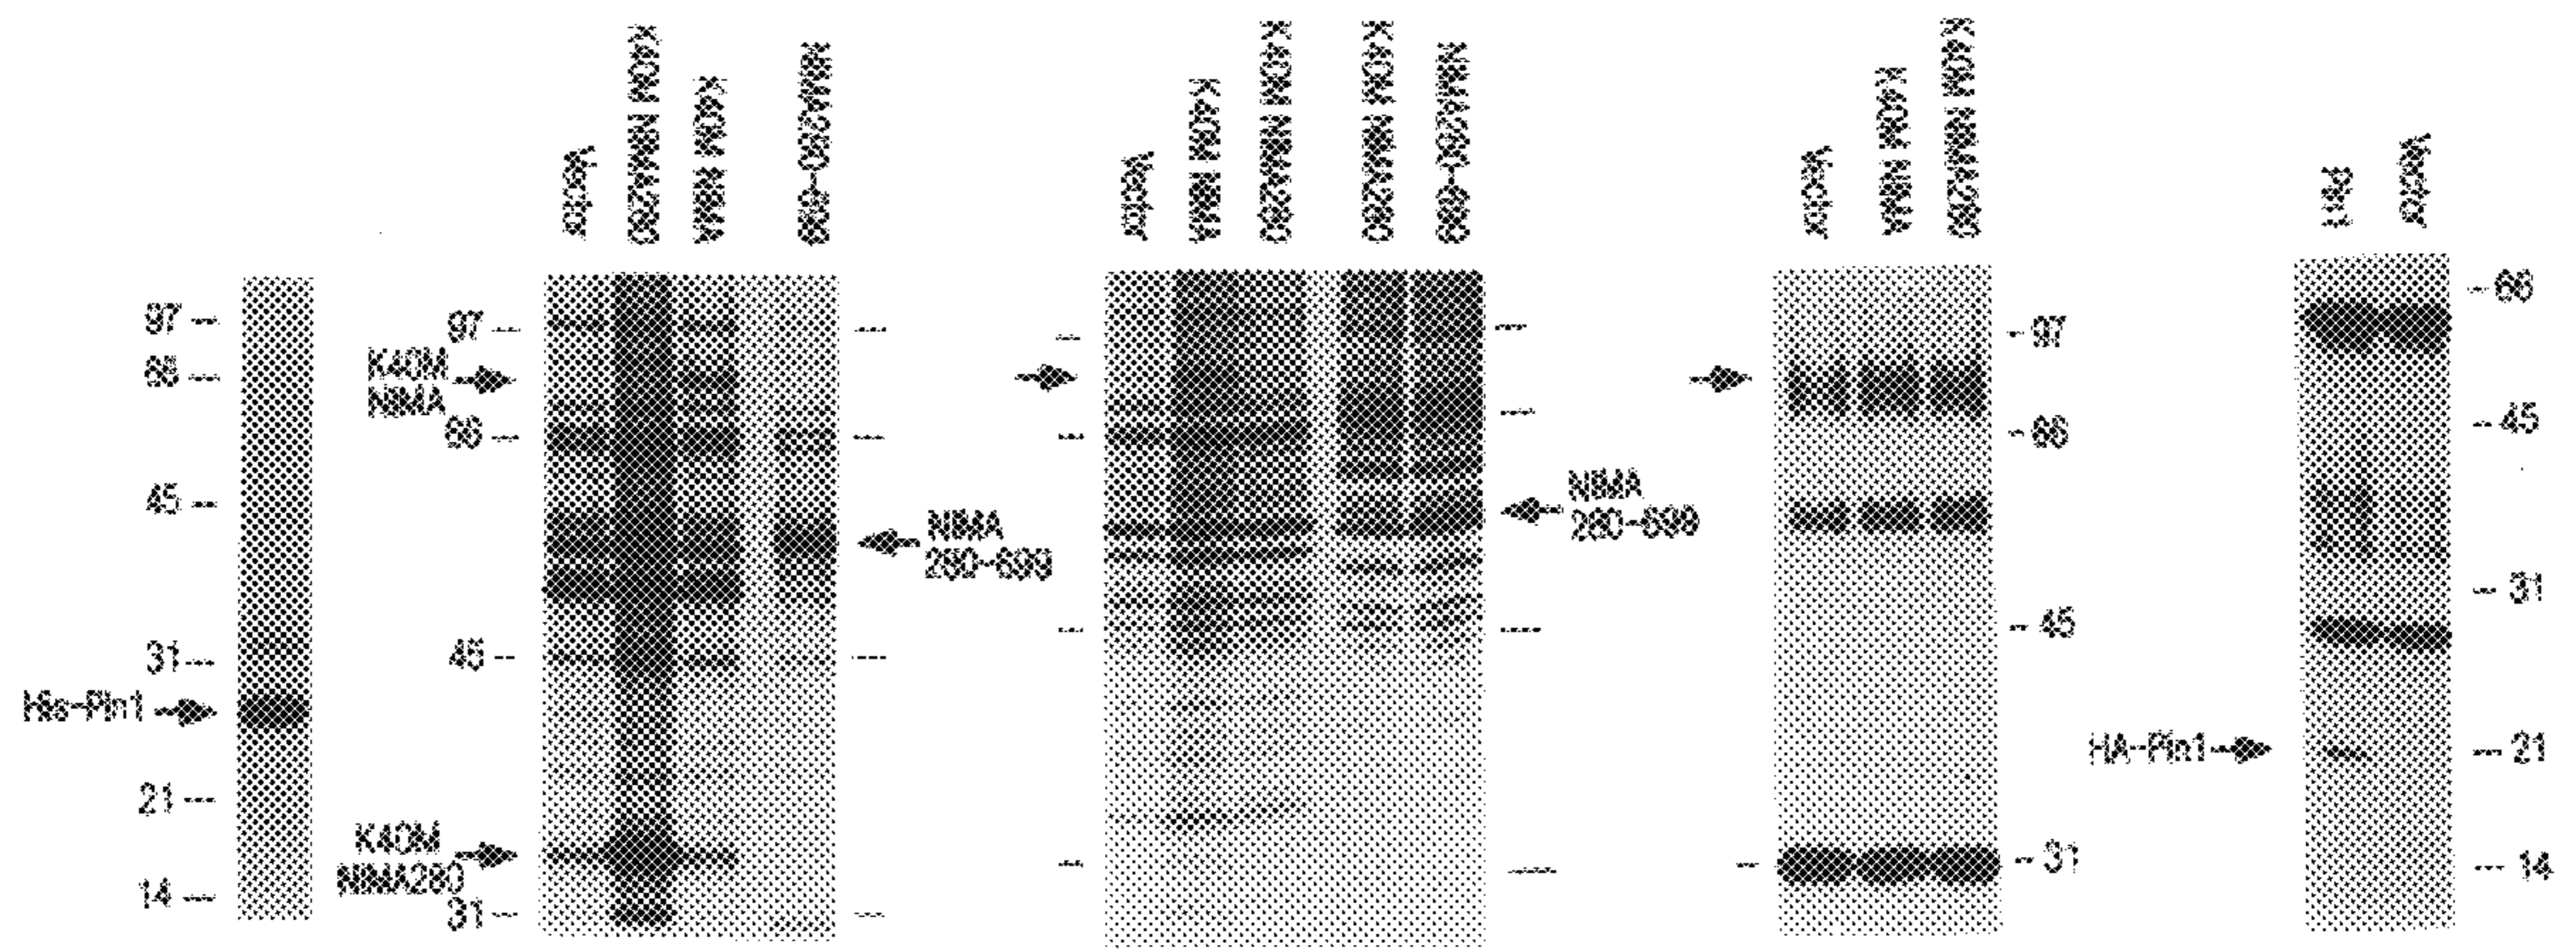 Vector
K40M NIMA280
K40M NIMA
NIMA280-699
Vector
K40M NIMA
K40M NIMA280
K40M NIMA280
NIMA280-699
Vector
K40M NIMA
K40M NIMA280
Pin1
Vector
97
66
45
31
His-Pin1
21
14
97
K40M
NIMA
66
45
K40M
NIMA280
31
NIMA
280-699
NIMA
280-699
97
66
45
31
66
45
31
HA-Pin1
21
14